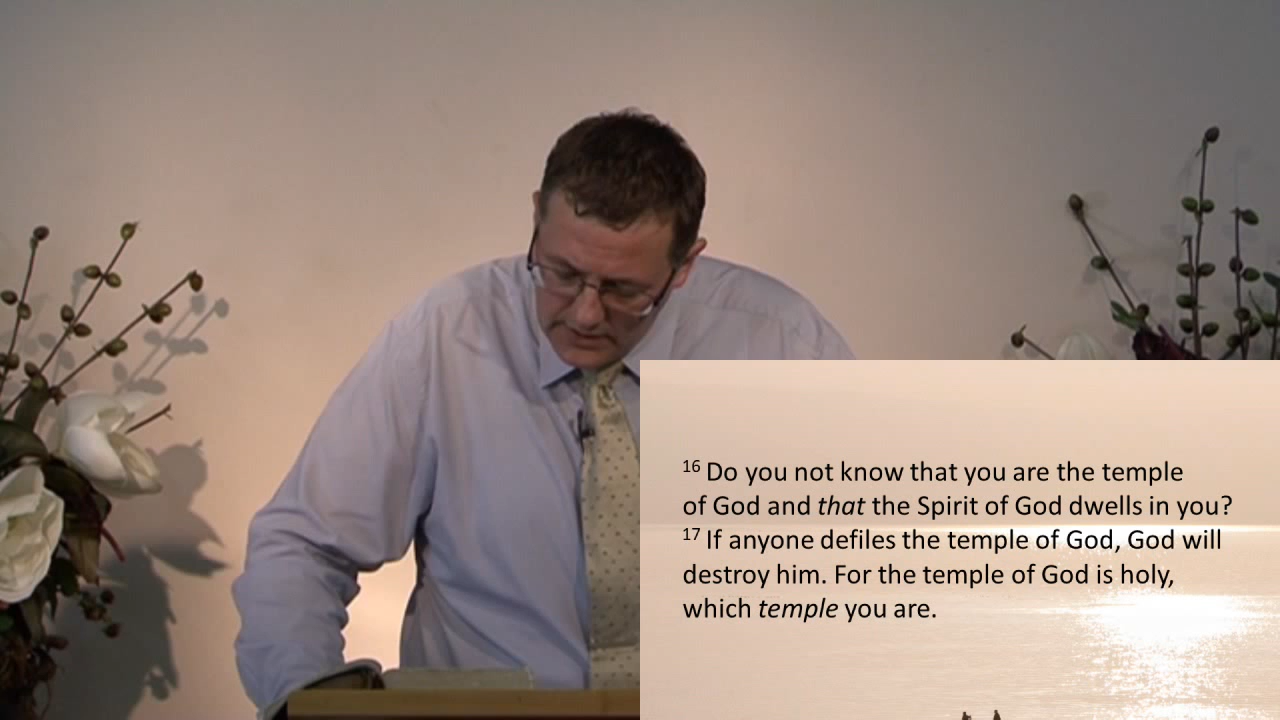 16 Do you not know that you are the temple
of God and that the Spirit of God dwells in you?
17 If anyone defiles the temple of God, God will
destroy him. For the temple of God is holy,
which temple you are.